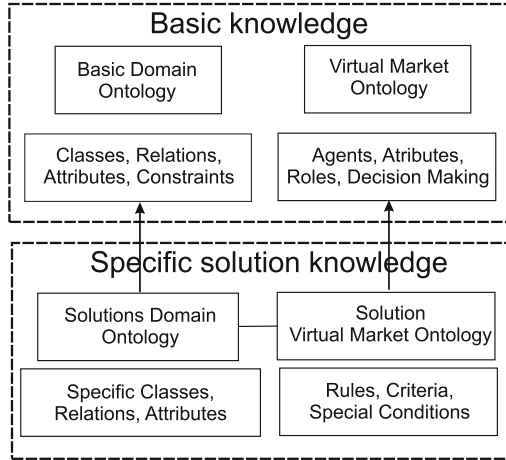 Basic knowledge
Basic Domain
Ontology
Virtual Market
Ontology
Classes, Relations,
Attributes, Constraints
Agents, Atributes,
Roles, Decision Making
Specific solution knowledge
Solutions Domain
Ontology
Solution
Virtual Market Ontology
Specific Classes,
Relations, Attributes
Rules, Criteria,
Special Conditions